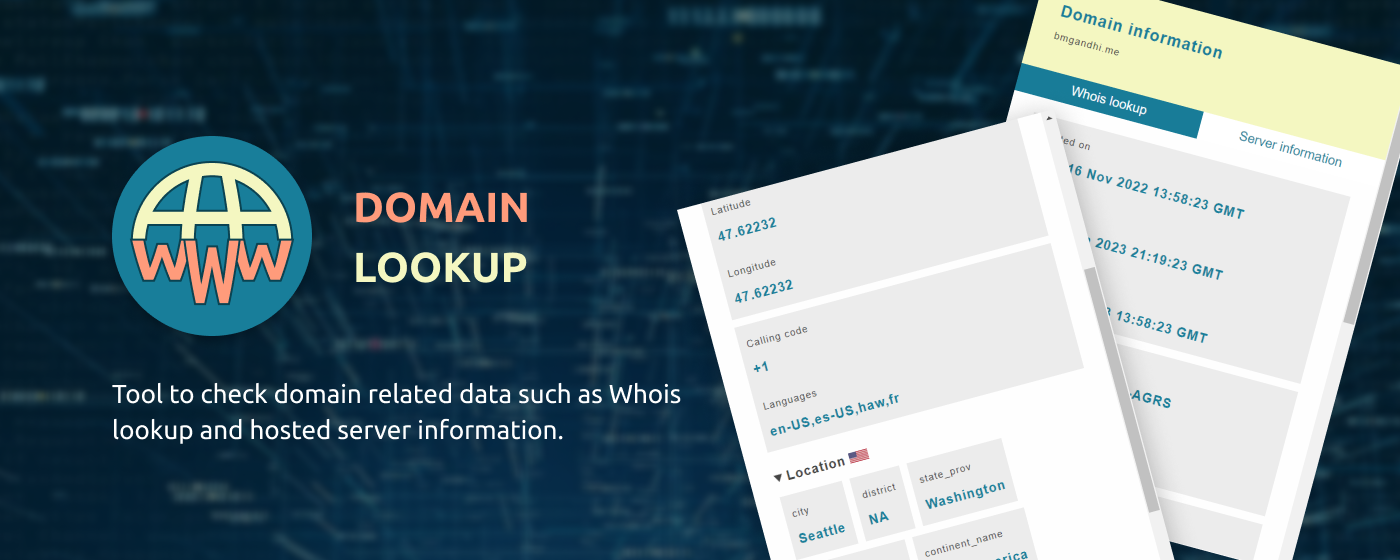 WWW
DOMAIN
LOOKUP
Tool to check domain related data such as Whois
lookup and hosted server information.
Latitude
47.62232
Longitude
47.62232
Calling code
+1
Languages
en-US,es-US,haw,fr
Location
city
Seattle
district
NA
state_prov
Washington
continent_name
Domain information
bmgandhi.me
Whois lookup
Server information
on
16 Nov 2022 13:58:23 GMT
2023 21:19:23 GMT
13:58:23 GMT
AGRS